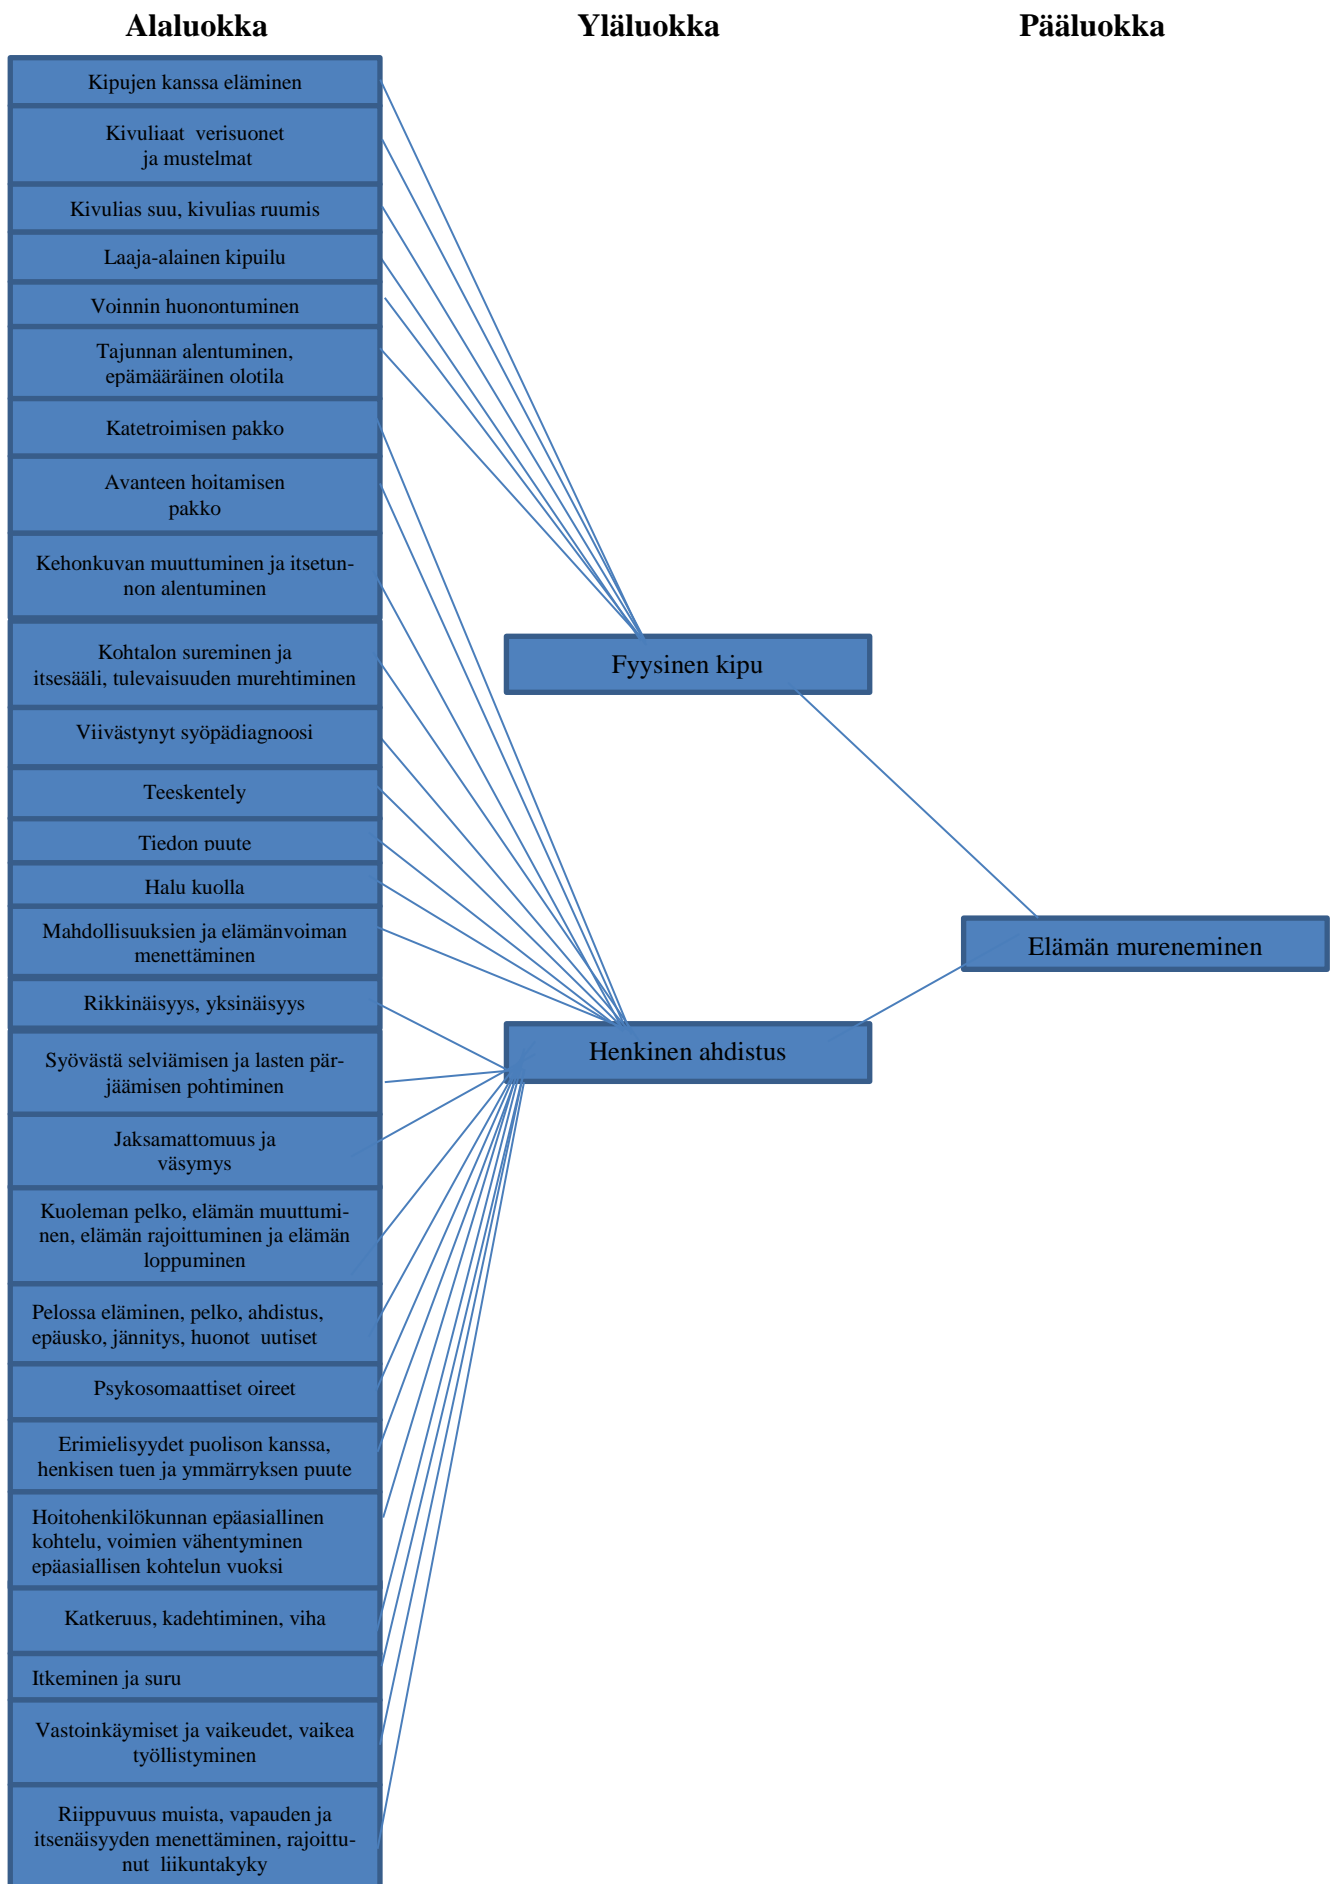 Alaluokka
Yläluokka
Pääluokka
Kipujen kanssa eläminen
Kivuliaat verisuonet
ja mustelmat
Kivulias suu, kivulias ruumis
Laaja-alainen kipuilu
Voinnin huonontuminen
Tajunnan alentuminen,
epämääräinen olotila
Katetroimisen pakko
Avanteen hoitamisen
pakko
Kehonkuvan muuttuminen ja itsetun-
non alentuminen
Kohtalon sureminen ja
itsesääli, tulevaisuuden murehtiminen
Viivästynyt syöpädiagnoosi
Teeskentely
Tiedon puute
Halu kuolla
Mahdollisuuksien ja elämänvoiman
menettäminen
Rikkinäisyys, yksinäisyys
Syövästä selviämisen ja lasten pär-
jäämisen pohtiminen
Jaksamattomuus ja
väsymys
Kuoleman pelko, elämän muuttumi-
nen, elämän rajoittuminen ja elämän
loppuminen
Pelossa eläminen, pelko, ahdistus,
epäusko, jännitys, huonot uutiset
Psykosomaattiset oireet
Erimielisyydet puolison kanssa,
henkisen tuen ja ymmärryksen puute
Hoitohenkilökunnan epäasiallinen
kohtelu, voimien vähentyminen
epäasiallisen kohtelun vuoksi
Katkeruus, kadehtiminen, viha
Itkeminen ja suru
Vastoinkäymiset ja vaikeudet, vaikea
työllistyminen
Riippuvuus muista, vapauden ja
itsenäisyyden menettäminen, rajoittu-
nut liikuntakyky
Fyysinen kipu
Henkinen ahdistus
Elämän mureneminen